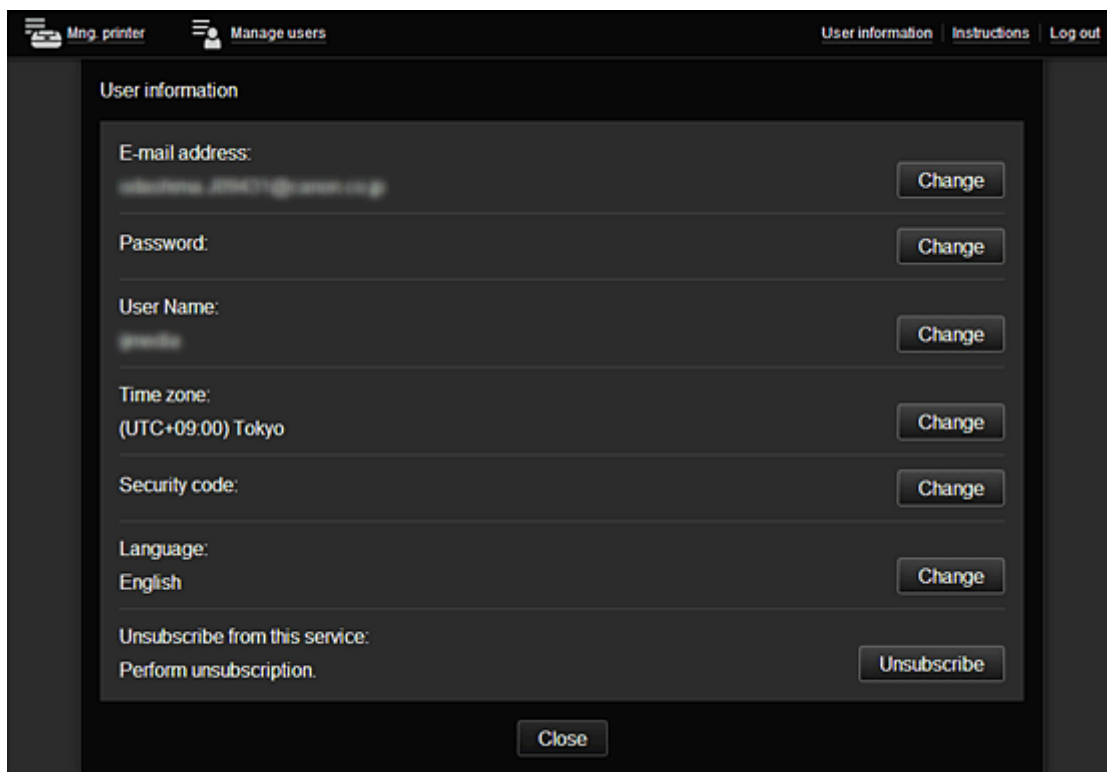 Mng. printer Manage users User information Instructions Log out
User information
E-mail address:
Change
Password:
Change
User Name:
Change
Time zone:
(UTC+09:00) Tokyo
Change
Security code:
Change
Language:
English
Change
Unsubscribe from this service:
Perform unsubscription.
Unsubscribe
Close